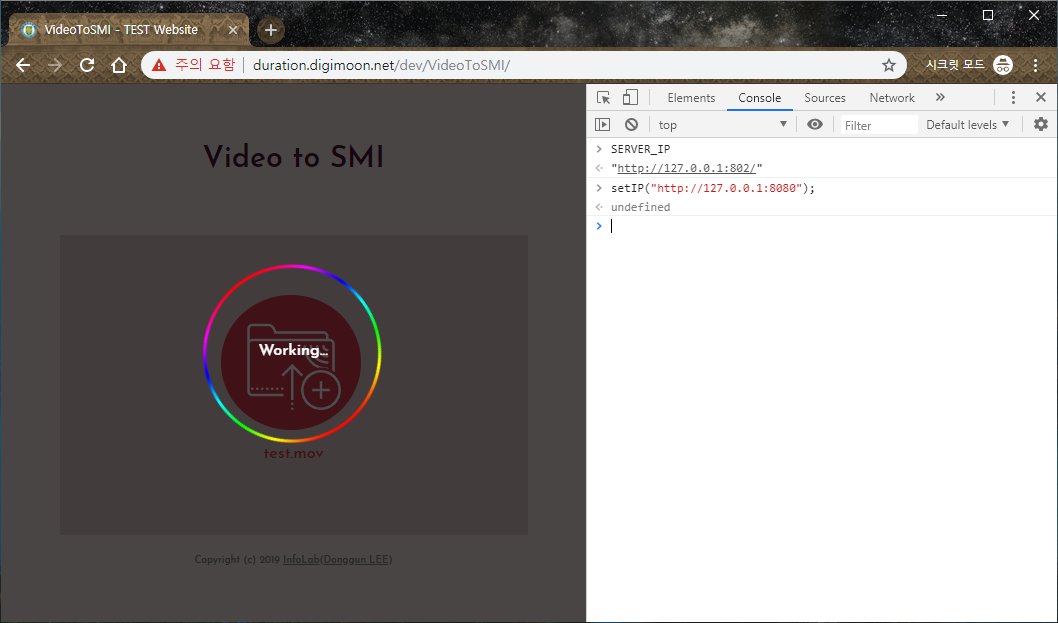 VideoToSMI - TEST Website
주의 요함
duration.digimoon.net/dev/VideoToSMI/
시크릿 모드
Elements Console Sources Network
top Filter Default levels
Video to SMI
Working...
test.mov
Copyright (c) 2019 InfoLab(Donggun LEE)
SERVER_IP
"http://127.0.0.1:802/"
setIP("http://127.0.0.1:8080");
undefined